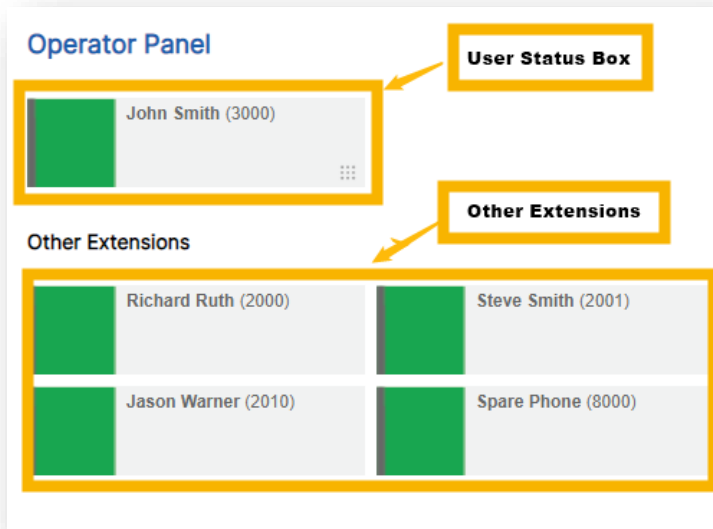 Operator Panel
User Status Box
John Smith (3000)
Other Extensions
Other Extensions
Richard Ruth (2000)
Steve Smith (2001)
Jason Warner (2010)
Spare Phone (8000)